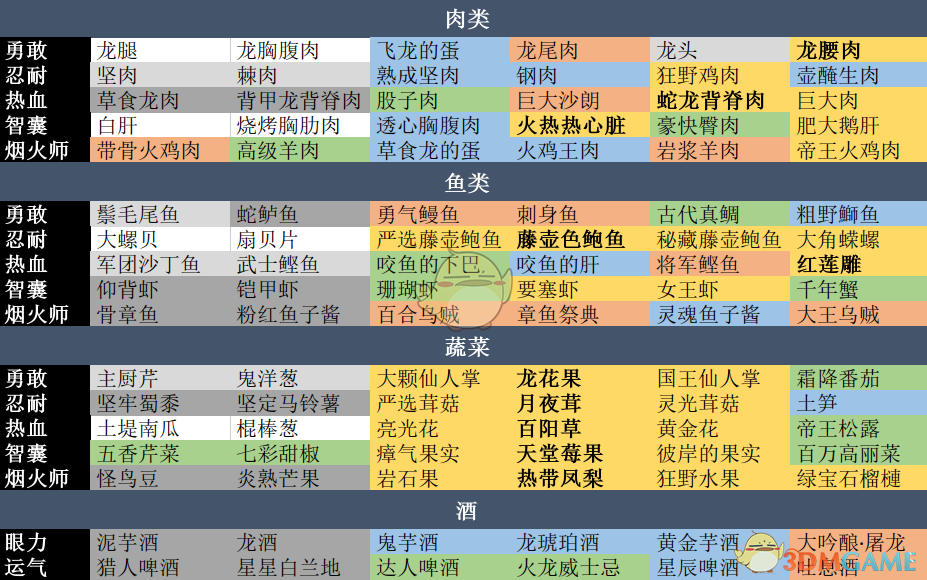 肉类
勇敢 龙腿 龙胸腹肉 飞龙的蛋 龙尾肉 龙头 龙腰肉
忍耐 坚肉 棘肉 熟成坚肉 钢肉 狂野鸡肉 壶醃生肉
热血 草食龙肉 背甲龙背脊肉 股子肉 巨大沙朗 蛇龙背脊肉 巨大肉
智囊 白肝 烧烤胸肋肉 透心胸腹肉 火热热心脏 豪快臀肉 肥大鹅肝
烟火师 带骨火鸡肉 高级羊肉 草食龙的蛋 火鸡王肉 岩浆羊肉 帝王火鸡肉
鱼类
勇敢 鬃毛尾鱼 蛇鲈鱼 勇气鳗鱼 刺身鱼 古代真鲷 粗野鰤鱼
忍耐 大螺贝 扇贝片 严选藤壶鲍鱼 藤壶色鲍鱼 秘藏藤壶鲍鱼 大角蝾螺
热血 军团沙丁鱼 武士鲣鱼 咬鱼的下巴 咬鱼的肝 将军鲣鱼 红莲雕
智囊 仰背虾 铠甲虾 珊瑚虾 要塞虾 女王虾 千年蟹
烟火师 骨章鱼 粉红鱼子酱 百合乌贼 章鱼祭典 灵魂鱼子酱 大王乌贼
蔬菜
勇敢 主厨芹 鬼洋葱 大颗仙人掌 龙花果 国王仙人掌 霜降番茄
忍耐 坚牢蜀黍 坚定马铃薯 严选茸菇 月夜茸 灵光茸菇 土笋
热血 土堤南瓜 棍棒葱 亮光花 百阳草 黄金花 帝王松露
智囊 五香芹菜 七彩甜椒 瘴气果实 天堂莓果 彼岸的果实 百万高丽菜
烟火师 怪鸟豆 炎熟芒果 岩石果 热带凤梨 狂野水果 绿宝石榴槤
酒
眼力 泥芋酒 龙酒 鬼芋酒 龙琥珀酒 黄金芋酒 大吟酿·屠龙
运气 猎人啤酒 星星白兰地 达人啤酒 火龙威士忌 星辰啤酒 吐息酒
3DMGAME